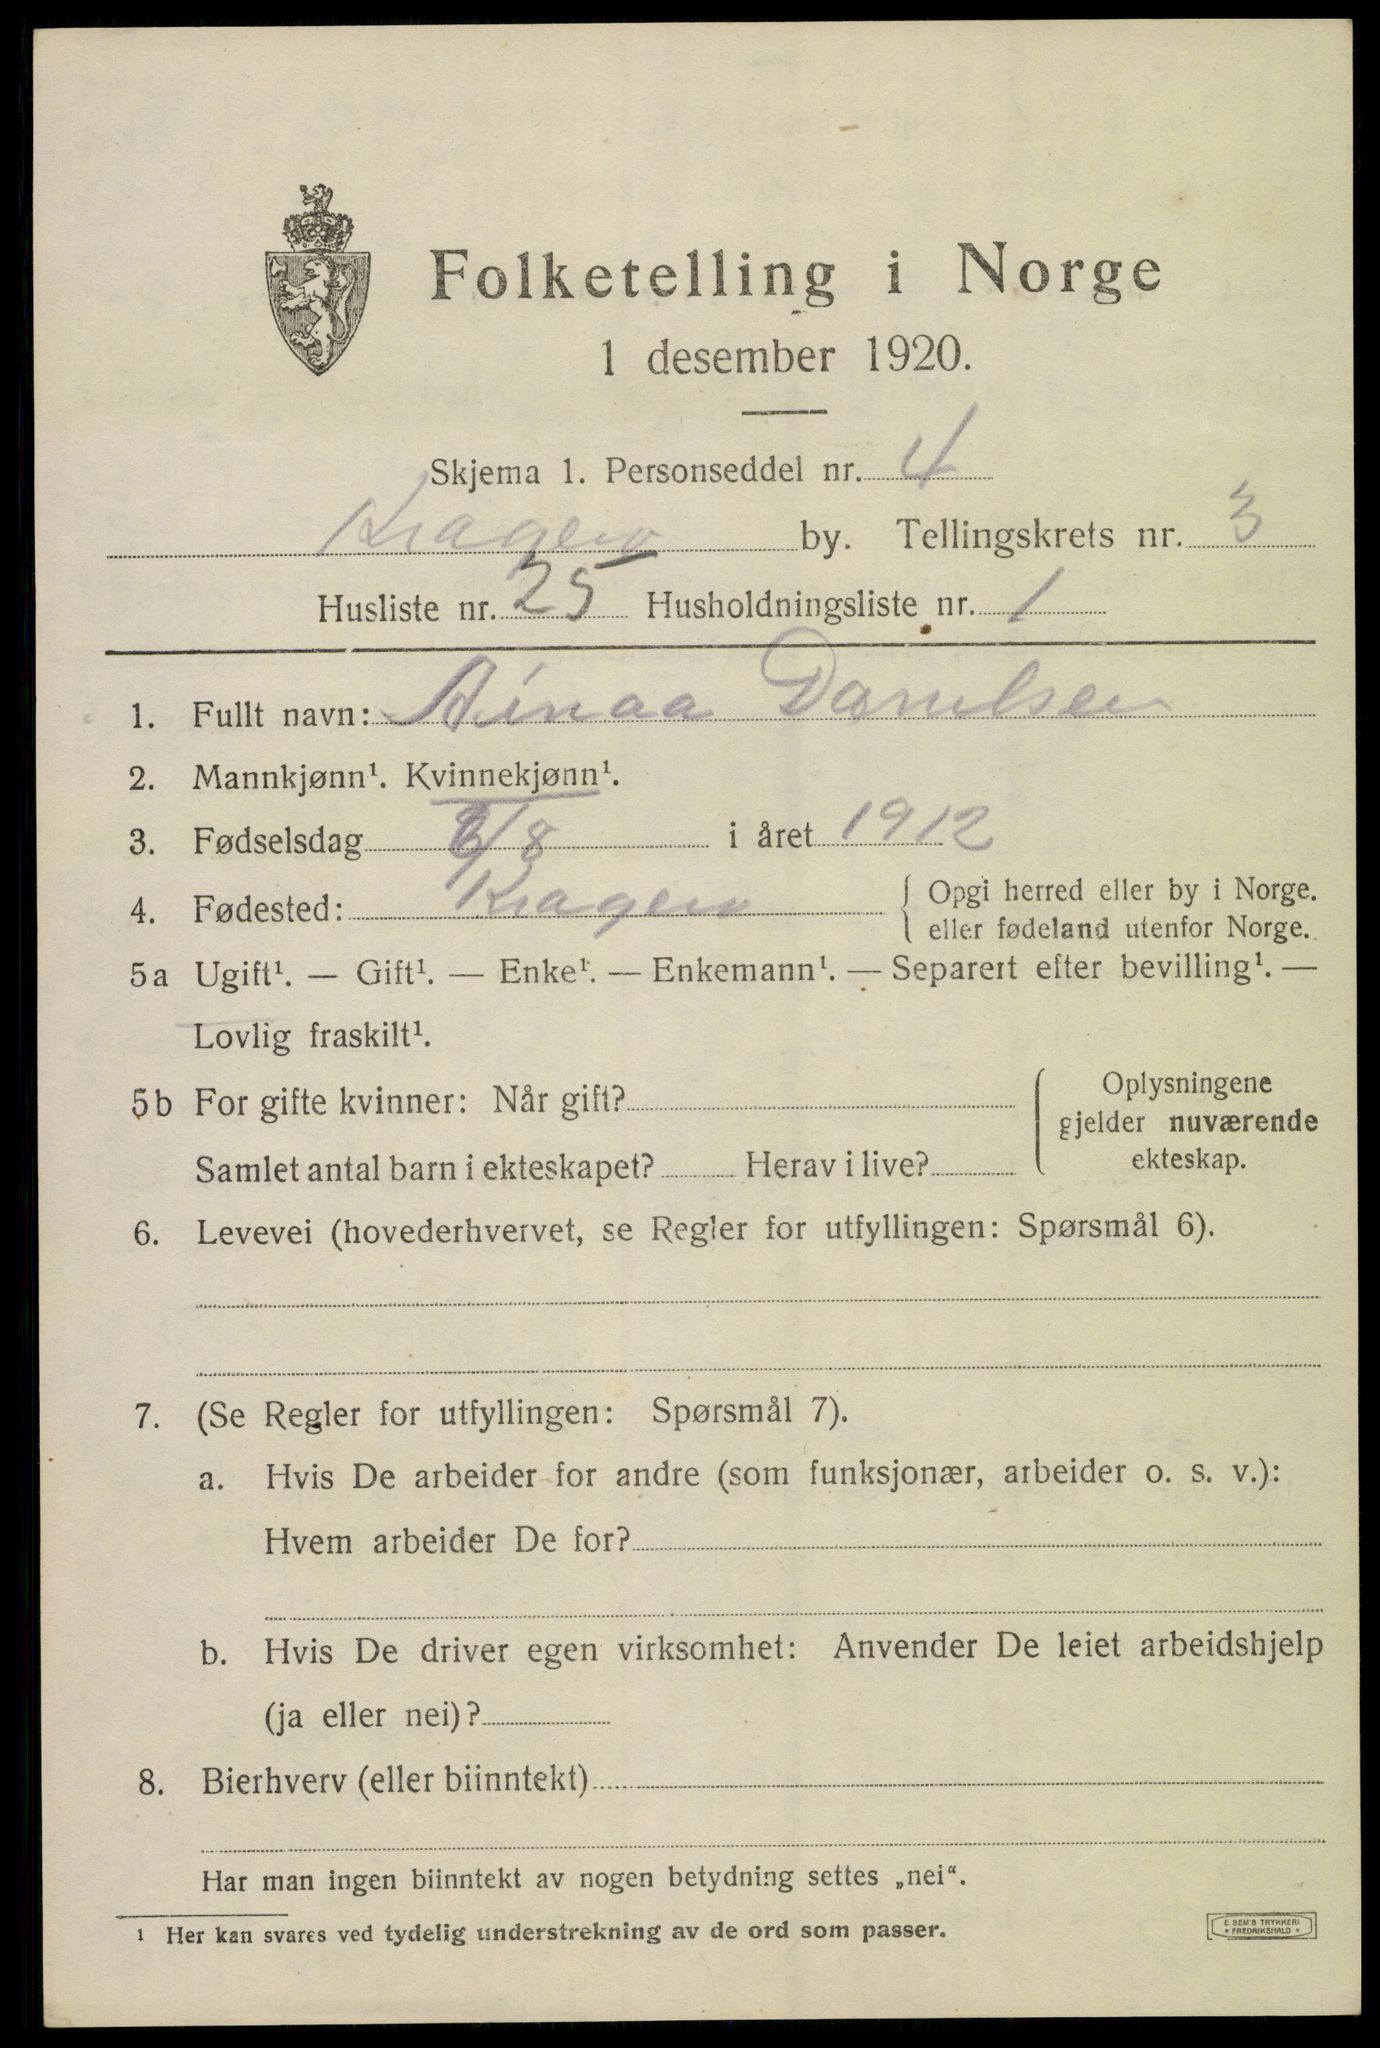 Folketelling i Norge
1 desember 1920.
Skjema 1. Personseddel nr. 4
Kragerø by. Tellingskrets nr. 3
Husliste nr. 25 Husholdningsliste nr. 1
1. Fullt navn: Ainaa Danilsen
2. Mannkjønn¹. Kvinnekjønn¹.
3. Fødselsdag /8 i året 1912
4. Fødested: Kragerø { Opgi herred eller by i Norge.
eller fødeland utenfor Norge.
5a Ugift¹. — Gift¹. — Enke¹. — Enkemann¹. — Separert efter bevilling¹. —
Lovlig fraskilt¹.
5b For gifte kvinner: Når gift?
Samlet antal barn i ekteskapet? Herav i live?
Oplysningene
gjelder nuværende
ekteskap.
6. Levevei (hovederhvervet, se Regler for utfyllingen: Spørsmål 6).
7. (Se Regler for utfyllingen: Spørsmål 7).
a. Hvis De arbeider for andre (som funksjonær, arbeider o. s. v.):
Hvem arbeider De for?
b. Hvis De driver egen virksomhet: Anvender De leiet arbeidshjelp
(ja eller nei)?
8. Bierhverv (eller biinntekt)
Har man ingen biinntekt av nogen betydning settes „nei“.
¹ Her kan svares ved tydelig understrekning av de ord som passer.
E. SEM'S TRYKKERI
* FREDRIKSHALD *